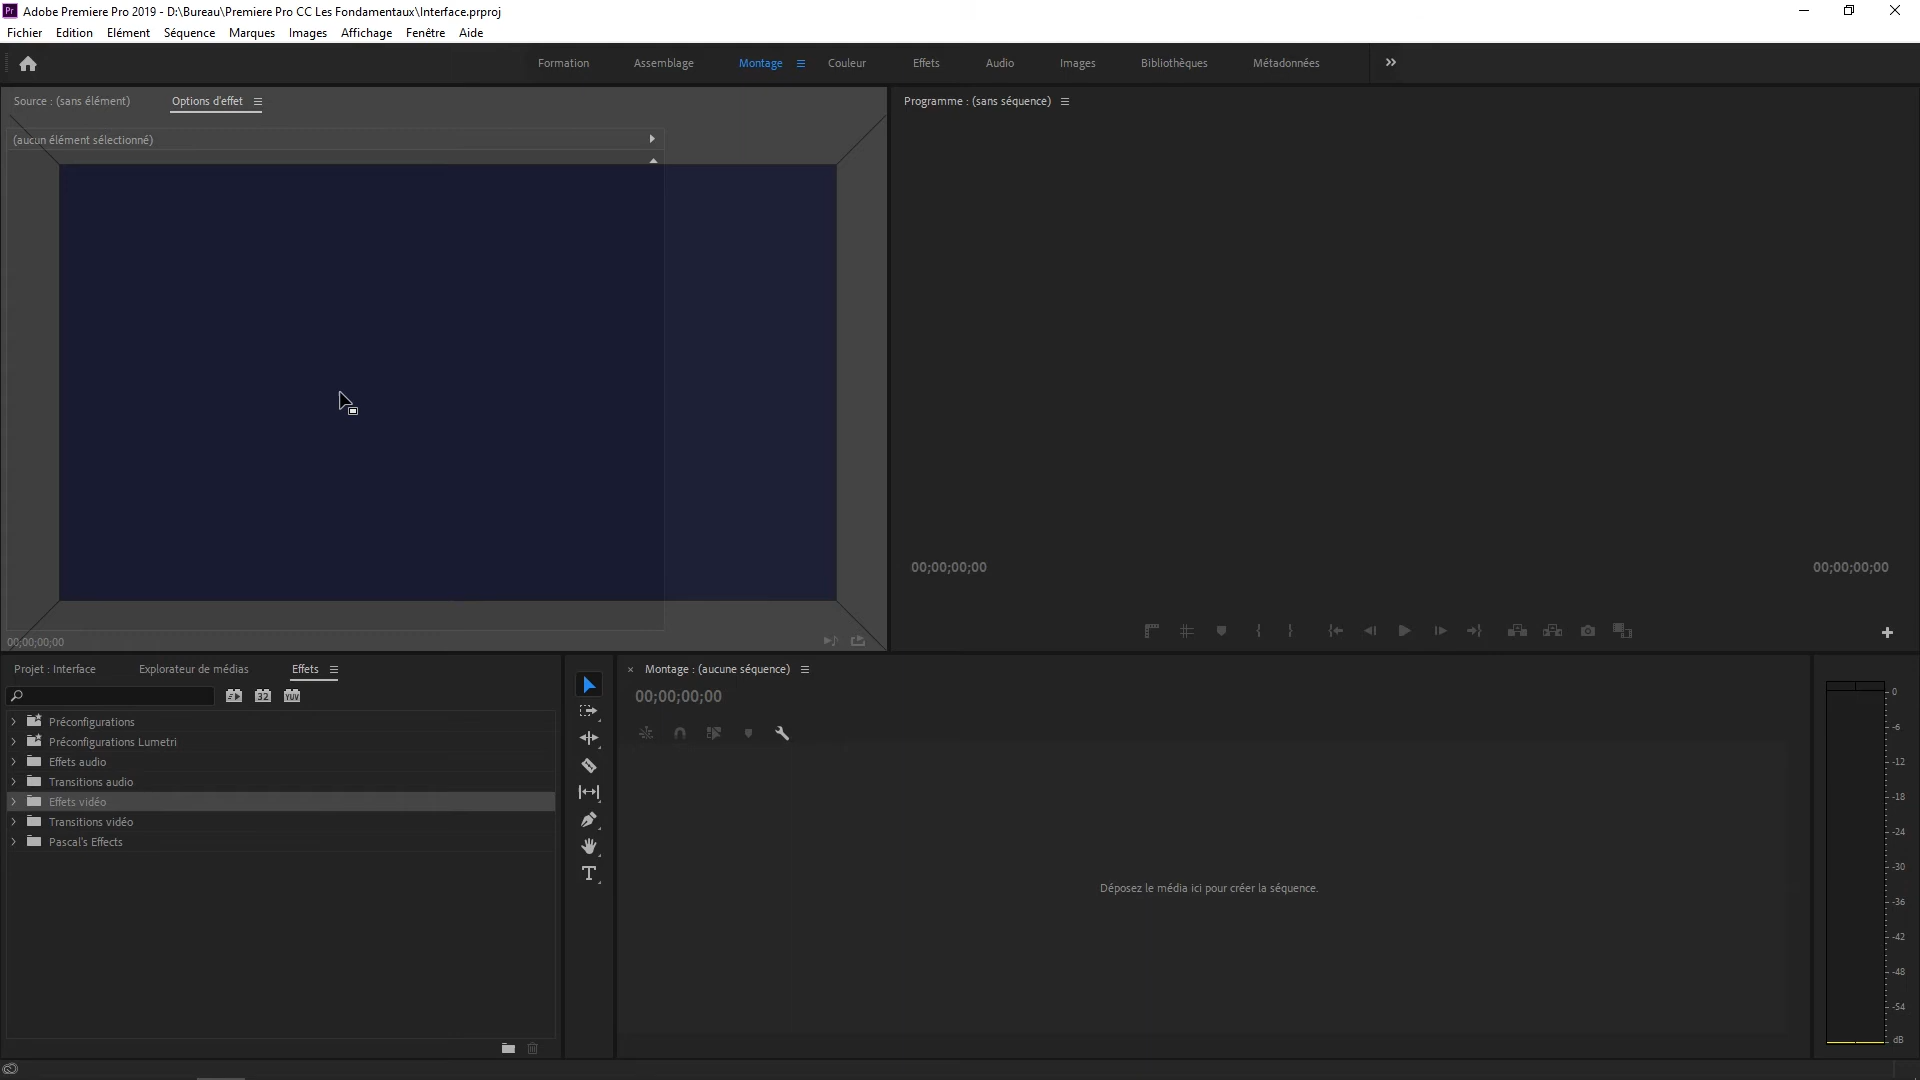 Adobe Premiere Pro 2019 - D:\Bureau\Premiere Pro CC Les Fondamentaux\Interface.prproj
Fichier Edition Elément Séquence Marques Images Affichage Fenêtre Aide
Formation Assemblage Montage Couleur Effets Audio Images Bibliothèques Métadonnées
Source : (sans élément) Options d'effet
(aucun élément sélectionné)
00;00;00;00
Programme : (sans séquence)
00;00;00;00 00;00;00;00
Projet : Interface Explorateur de médias Effets
32 YUV
Préconfigurations
Préconfigurations Lumetri
Effets audio
Transitions audio
Effets vidéo
Transitions vidéo
Pascal's Effects
Montage : (aucune séquence)
00;00;00;00
Déposez le média ici pour créer la séquence.
0
-6
-12
-18
-24
-30
-36
-42
-48
-54
dB